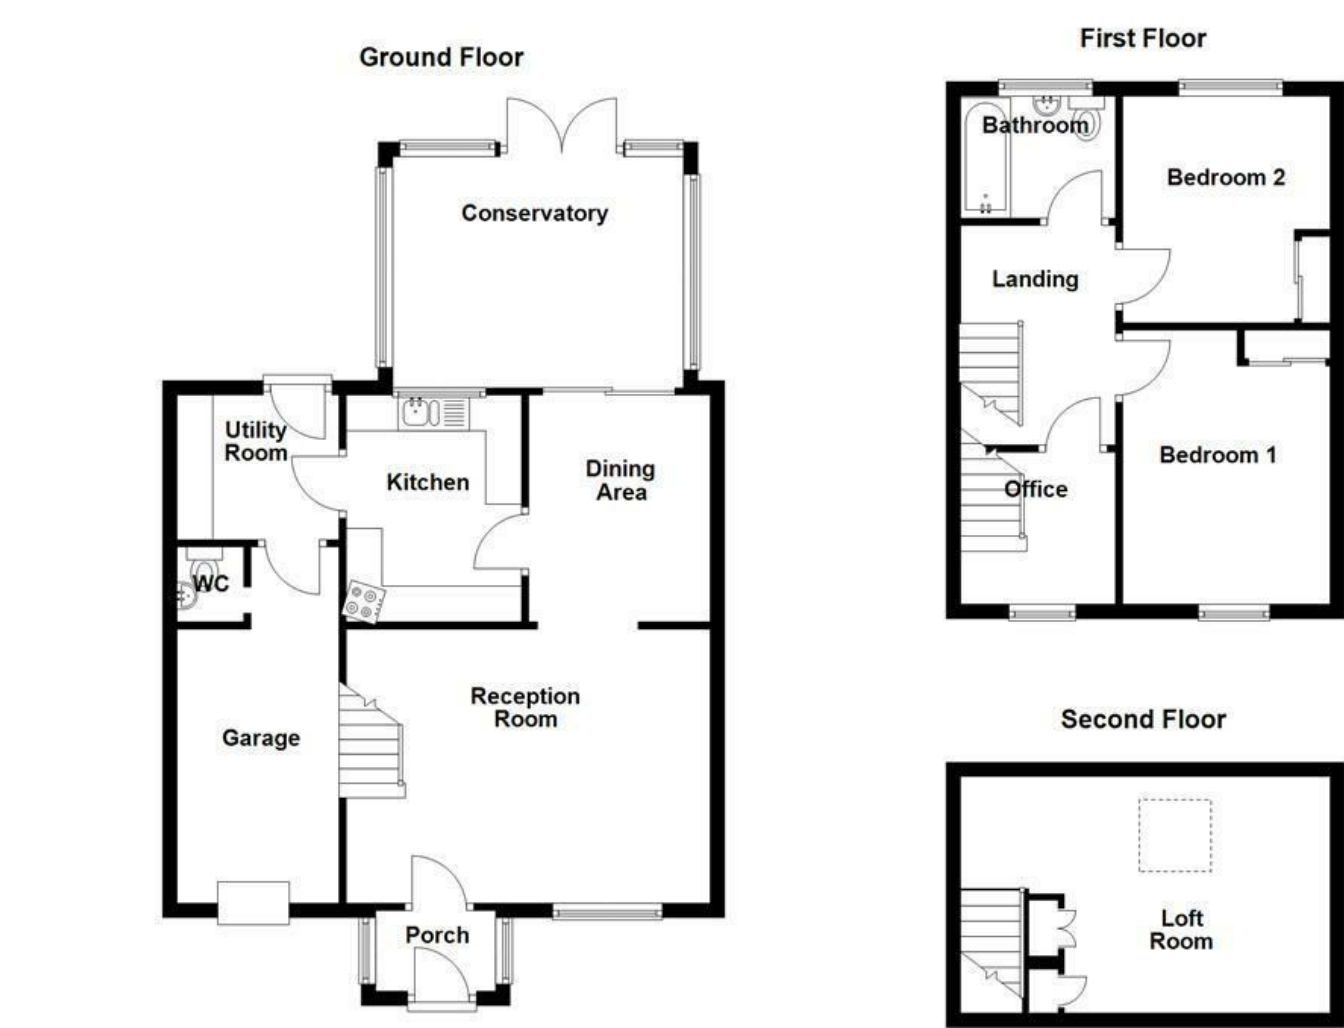 Ground Floor
Conservatory
Utility
Room
Kitchen
Dining
Area
WC
Reception
Room
Garage
Porch
First Floor
Bathroom
Bedroom 2
Landing
Bedroom 1
Office
Second Floor
Loft
Room